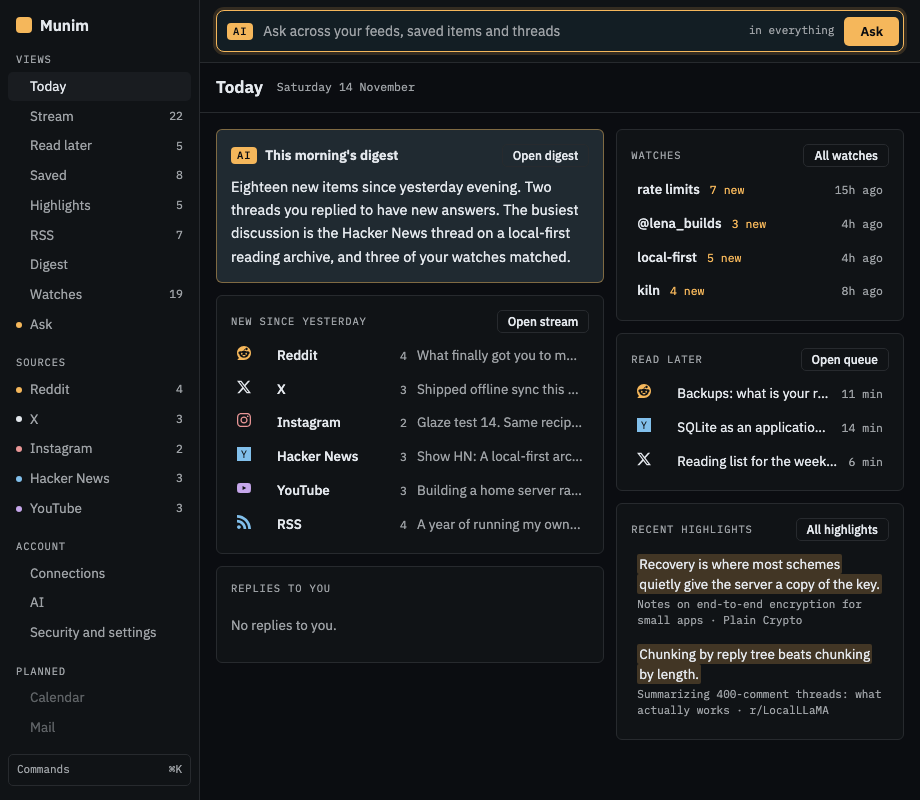 Munim
VIEWS
Today
Stream 22
Read later 5
Saved 8
Highlights 5
RSS 7
Digest
Watches 19
Ask
SOURCES
Reddit 4
X 3
Instagram 2
Hacker News 3
YouTube 3
ACCOUNT
Connections
AI
Security and settings
PLANNED
Calendar
Mail
Commands ⌘K
AI Ask across your feeds, saved items and threads in everything Ask
Today Saturday 14 November
AI This morning's digest Open digest
Eighteen new items since yesterday evening. Two
threads you replied to have new answers. The busiest
discussion is the Hacker News thread on a local-first
reading archive, and three of your watches matched.
NEW SINCE YESTERDAY Open stream
Reddit 4 What finally got you to m...
X 3 Shipped offline sync this ...
Instagram 2 Glaze test 14. Same recip...
Y Hacker News 3 Show HN: A local-first arc...
YouTube 3 Building a home server ra...
RSS 4 A year of running my own...
REPLIES TO YOU
No replies to you.
WATCHES All watches
rate limits 7 new 15h ago
@lena_builds 3 new 4h ago
local-first 5 new 4h ago
kiln 4 new 8h ago
READ LATER Open queue
Backups: what is your r... 11 min
Y SQLite as an applicatio... 14 min
Reading list for the week... 6 min
RECENT HIGHLIGHTS All highlights
Recovery is where most schemes
quietly give the server a copy of the key.
Notes on end-to-end encryption for
small apps · Plain Crypto
Chunking by reply tree beats chunking
by length.
Summarizing 400-comment threads: what
actually works · r/LocalLLaMA